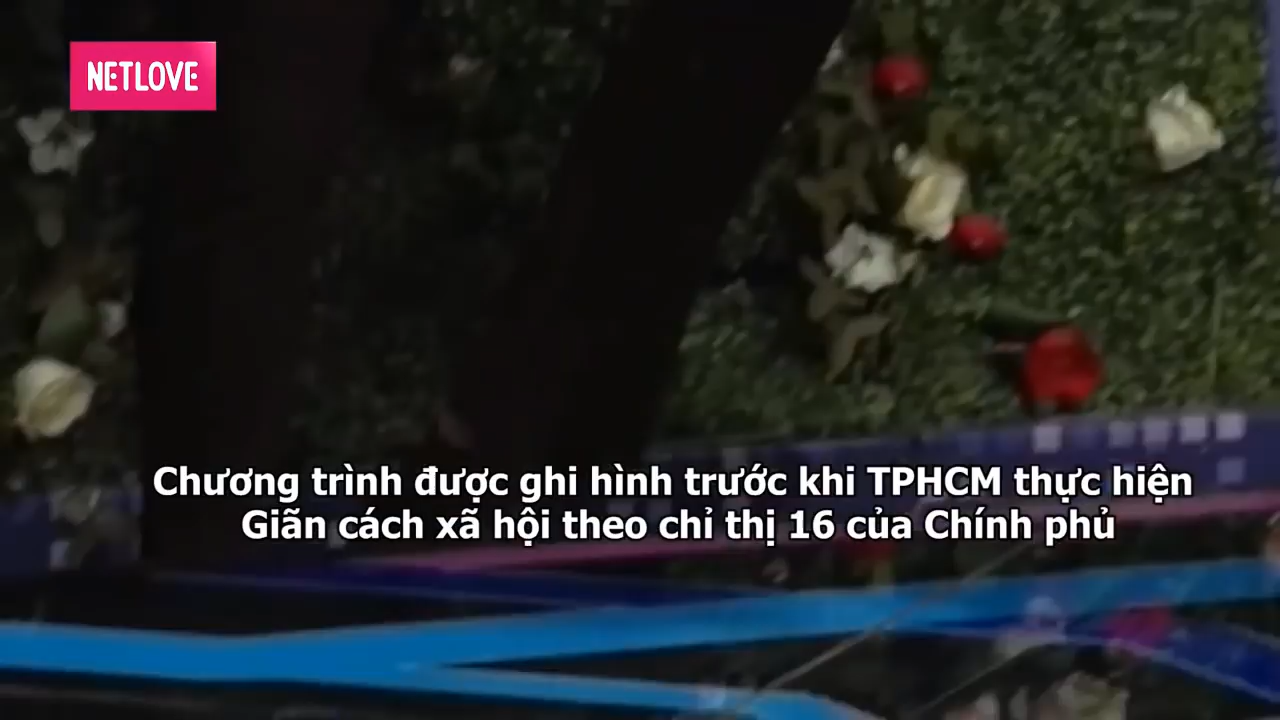 NETLOVE
Chương trình được ghi hình trước khi TPHCM thực hiện
Giãn cách xã hội theo chỉ thị 16 của Chính phủ